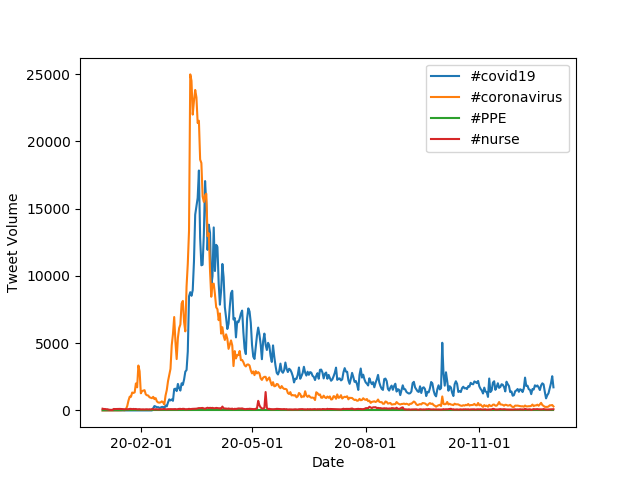 25000
20000
15000
10000
5000
0
Tweet Volume
#covid19
#coronavirus
#PPE
#nurse
20-02-01 20-05-01 20-08-01 20-11-01
Date